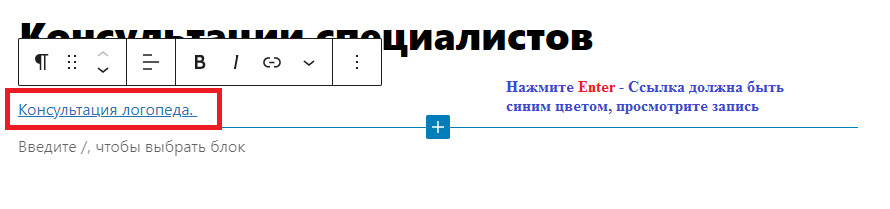 Консультации специалистов
B I
Нажмите Enter - Ссылка должна быть
синим цветом, просмотрите запись
Консультация логопеда.
Введите /, чтобы выбрать блок